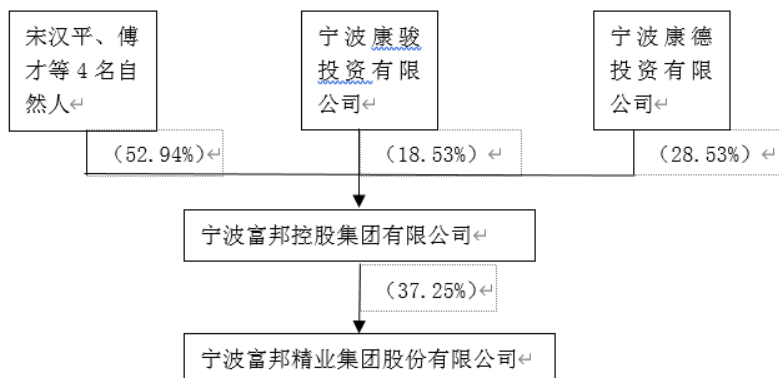 宋汉平、傅
才等4名自
然人↵
宁波康骏
投资有限
公司↵
宁波康德
投资有限
公司↵
（52.94%）↵
（18.53%）↵
（28.53%）↵
宁波富邦控股集团有限公司↵
（37.25%）↵
宁波富邦精业集团股份有限公司↵